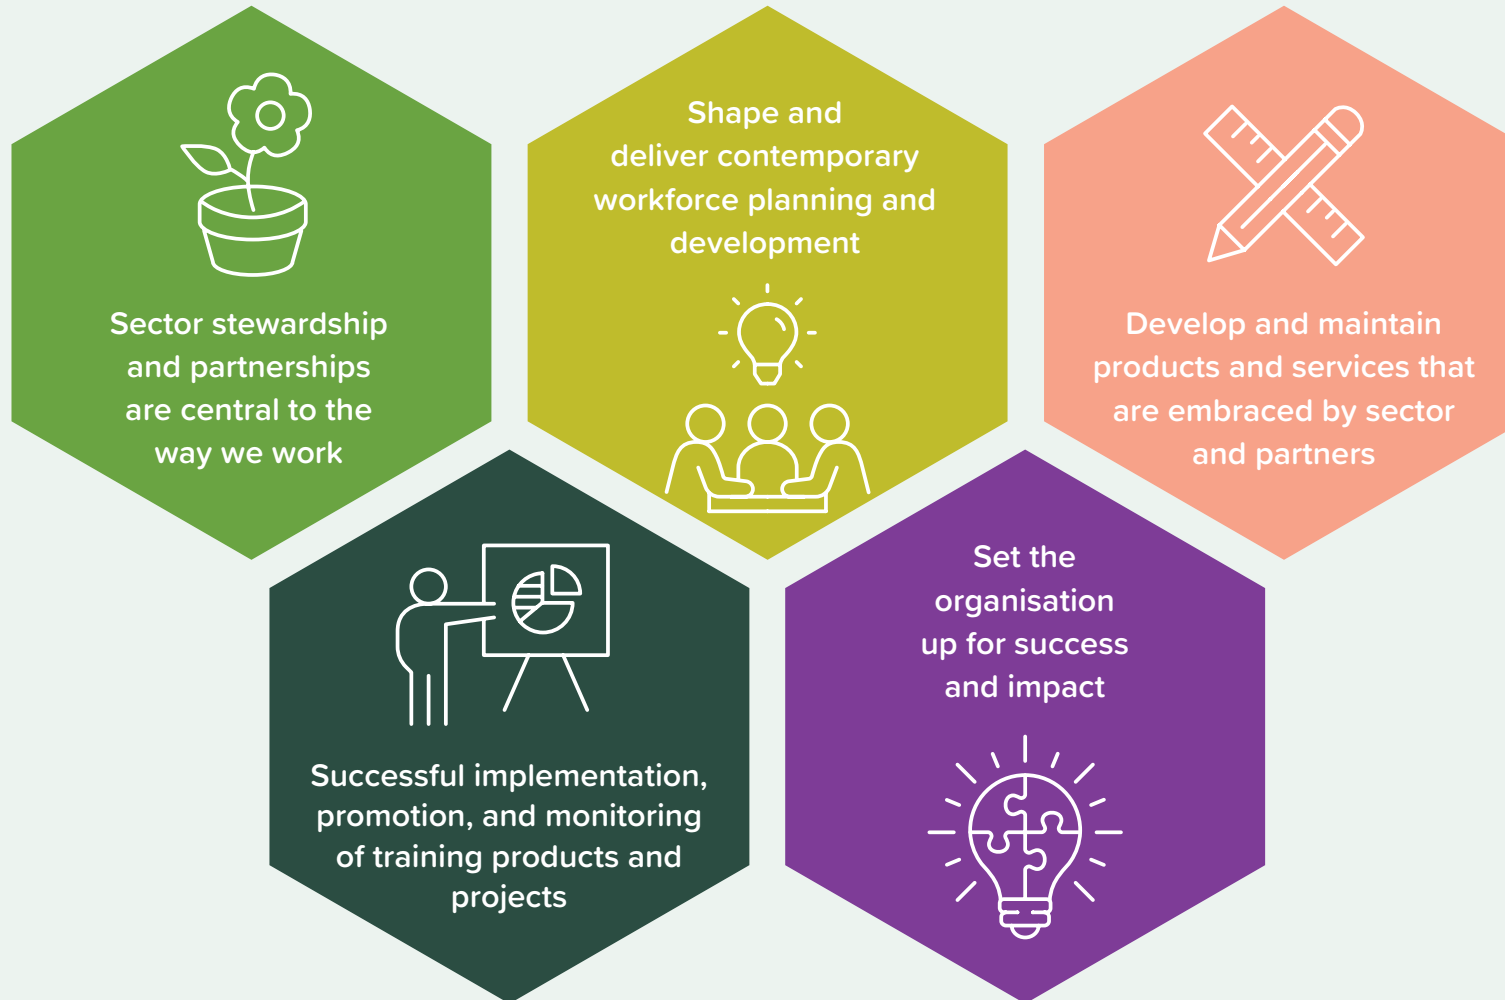 Sector stewardship
and partnerships
are central to the
way we work
Shape and
deliver contemporary
workforce planning and
development
Develop and maintain
products and services that
are embraced by sector
and partners
Successful implementation,
promotion, and monitoring
of training products and
projects
Set the
organisation
up for success
and impact